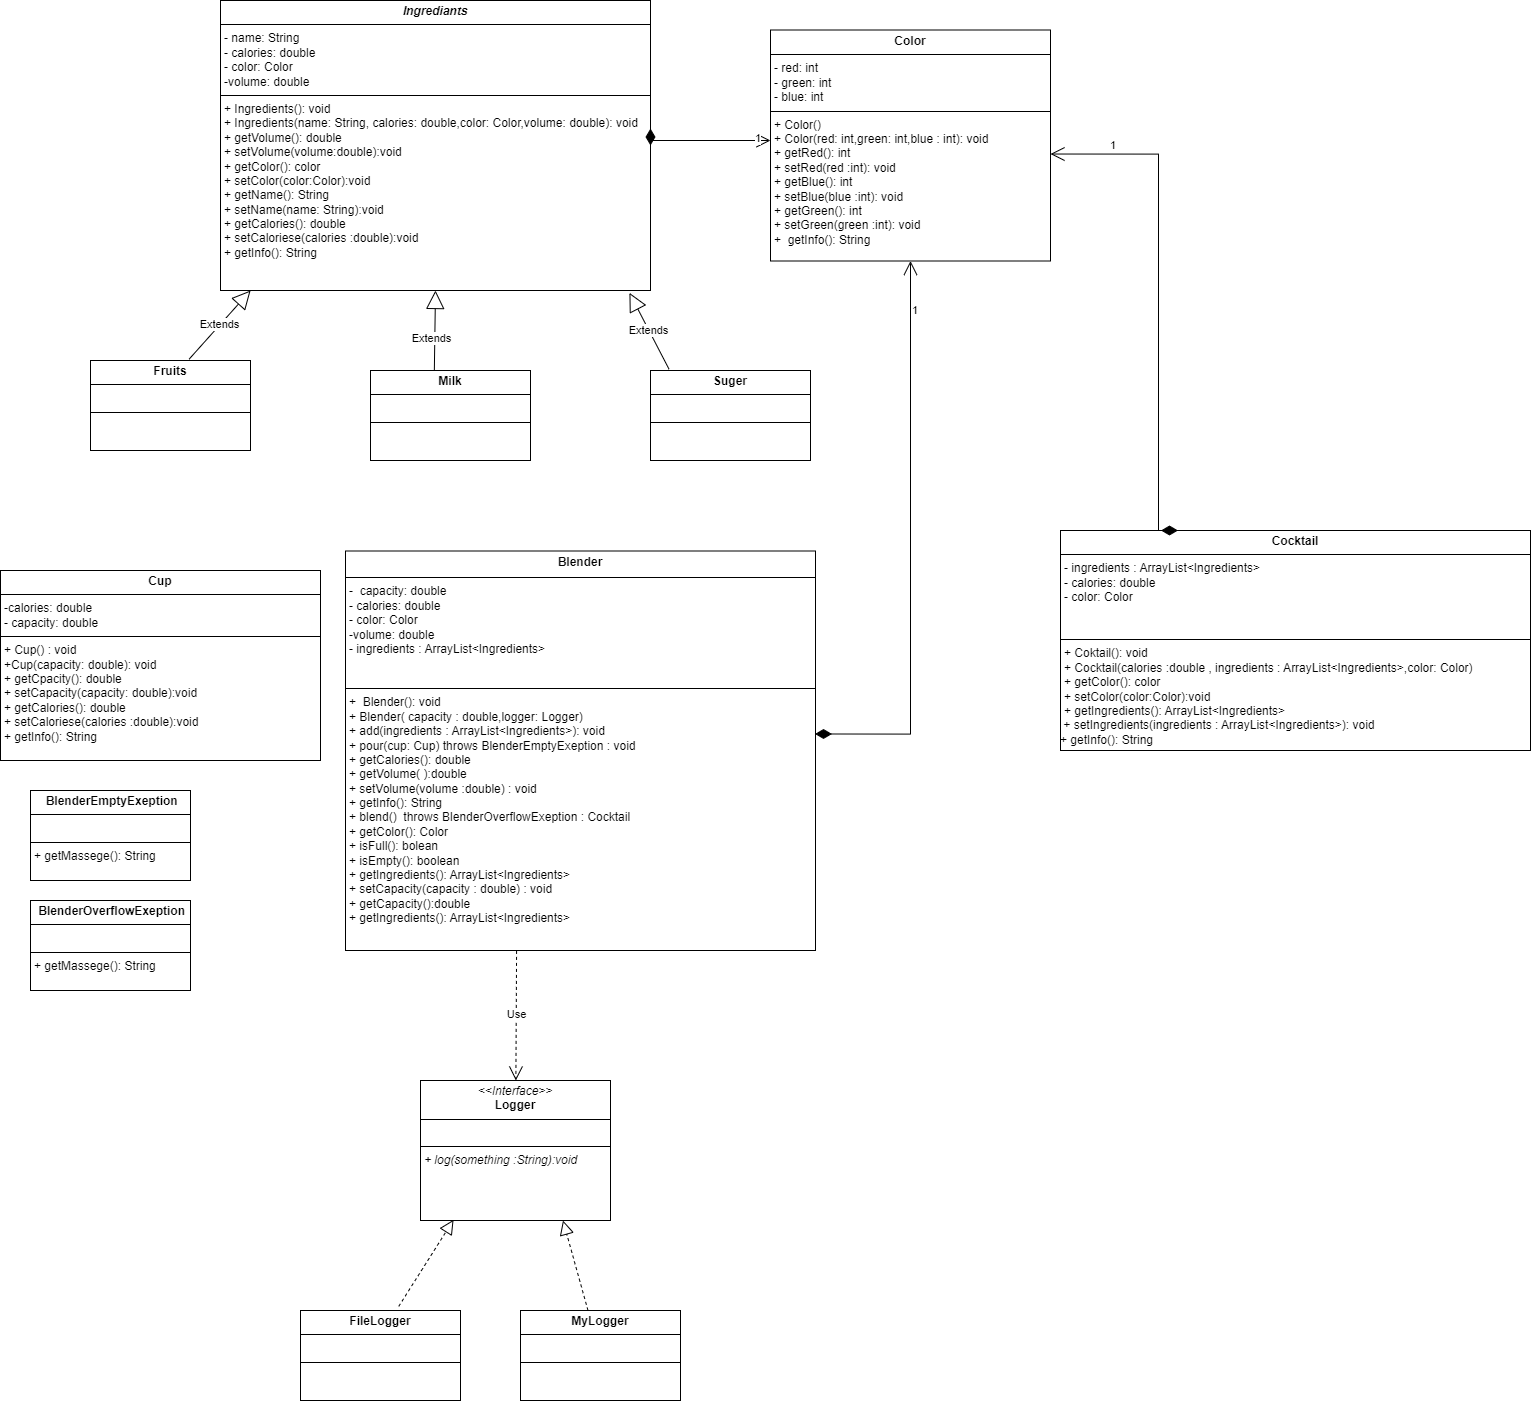 Ingrediants
- name: String
- calories: double
- color: Color
-volume: double
+ Ingredients(): void
+ Ingredients(name: String, calories: double,color: Color,volume: double): void
+ getVolume(): double
+ setVolume(volume:double):void
+ getColor(): color
+ setColor(color:Color):void
+ getName(): String
+ setName(name: String):void
+ getCalories(): double
+ setCaloriese(calories :double):void
+ getInfo(): String
1
Color
- red: int
- green: int
- blue: int
+ Color()
+ Color(red: int,green: int,blue : int): void
+ getRed(): int
+ setRed(red :int): void
+ getBlue(): int
+ setBlue(blue :int): void
+ getGreen(): int
+ setGreen(green :int): void
+  getInfo(): String
1
1
Extends
Extends
Extends
Fruits
Milk
Suger
Cup
-calories: double
- capacity: double
+ Cup() : void
+Cup(capacity: double): void
+ getCpacity(): double
+ setCapacity(capacity: double):void
+ getCalories(): double
+ setCaloriese(calories :double):void
+ getInfo(): String
BlenderEmptyExeption
+ getMassege(): String
BlenderOverflowExeption
+ getMassege(): String
Blender
-  capacity: double
- calories: double
- color: Color
-volume: double
- ingredients : ArrayList<Ingredients>
+  Blender(): void
+ Blender( capacity : double,logger: Logger)
+ add(ingredients : ArrayList<Ingredients>): void
+ pour(cup: Cup) throws BlenderEmptyExeption : void
+ getCalories(): double
+ getVolume( ):double
+ setVolume(volume :double) : void
+ getInfo(): String
+ blend()  throws BlenderOverflowExeption : Cocktail
+ getColor(): Color
+ isFull(): bolean
+ isEmpty(): boolean
+ getIngredients(): ArrayList<Ingredients>
+ setCapacity(capacity : double) : void
+ getCapacity():double
+ getIngredients(): ArrayList<Ingredients>
Cocktail
- ingredients : ArrayList<Ingredients>
- calories: double
- color: Color
+ Coktail(): void
+ Cocktail(calories :double , ingredients : ArrayList<Ingredients>,color: Color)
+ getColor(): color
+ setColor(color:Color):void
+ getIngredients(): ArrayList<Ingredients>
+ setIngredients(ingredients : ArrayList<Ingredients>): void
+ getInfo(): String
Use
<<Interface>>
Logger
+ log(something :String):void
FileLogger
MyLogger